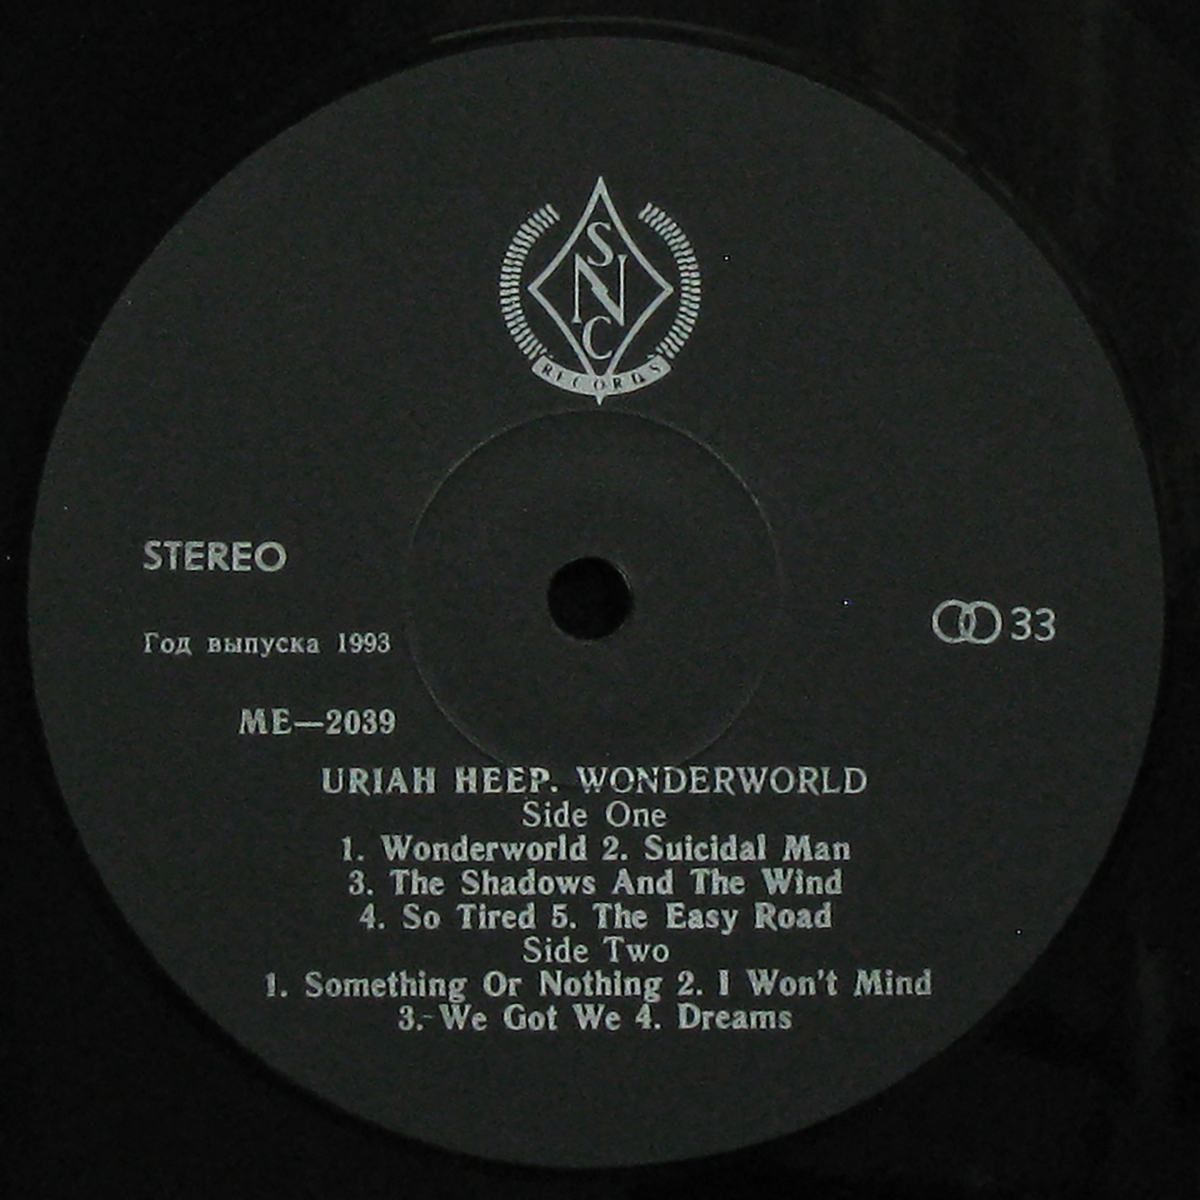 S
N
C
RECORDS
STEREO
33
Год выпуска 1993
МЕ—2039
URIAH HEEP. WONDERWORLD
Side One
1. Wonderworld 2. Suicidal Man
3. The Shadows And The Wind
4. So Tired 5. The Easy Road
Side Two
1. Something Or Nothing 2. I Won't Mind
3. We Got We 4. Dreams